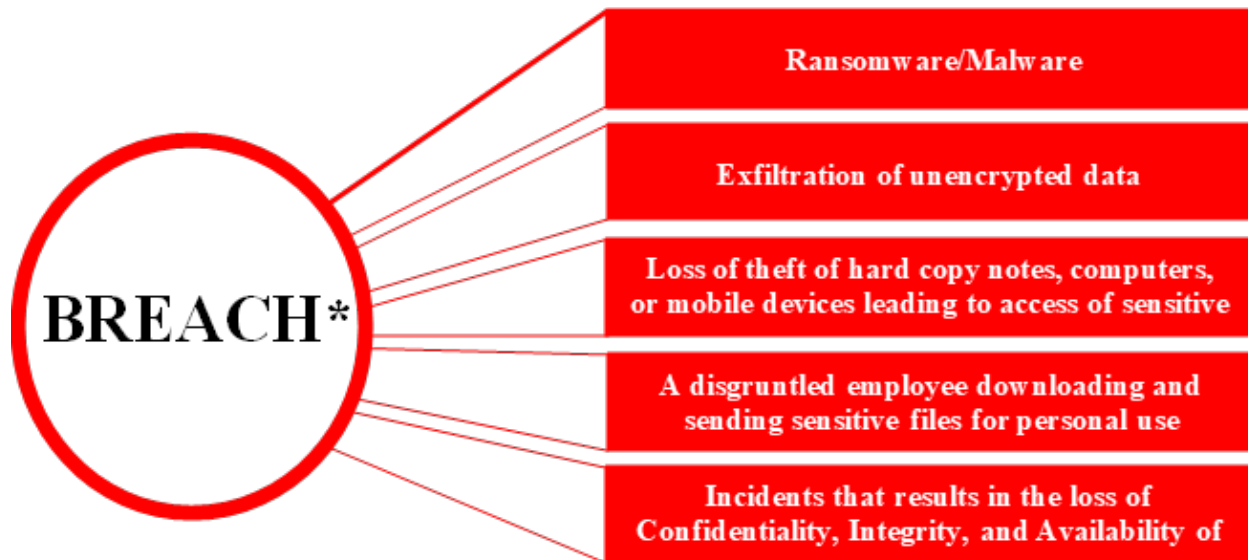 BREACH*
Ransomware/Malware
Exfiltration of unencrypted data
Loss of theft of hard copy notes, computers,
or mobile devices leading to access of sensitive
A disgruntled employee downloading and
sending sensitive files for personal use
Incidents that results in the loss of
Confidentiality, Integrity, and Availability of